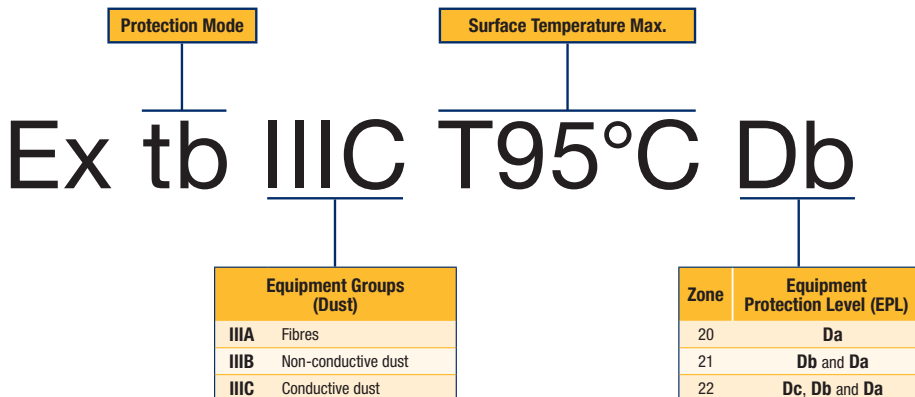 Protection Mode
Surface Temperature Max.
Ex tb IIIC T95°C Db
Equipment Groups
(Dust)
IIIA Fibres
IIIB Non-conductive dust
IIIC Conductive dust
Zone Equipment
Protection Level (EPL)
20 Da
21 Db and Da
22 Dc, Db and Da